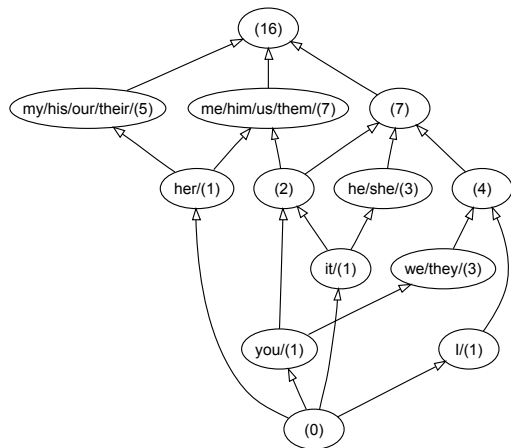 (16)
my/his/our/their/(5)
me/him/us/them/(7)
(7)
her/(1)
(2)
he/she/(3)
(4)
it/(1)
we/they/(3)
you/(1)
I/(1)
(0)